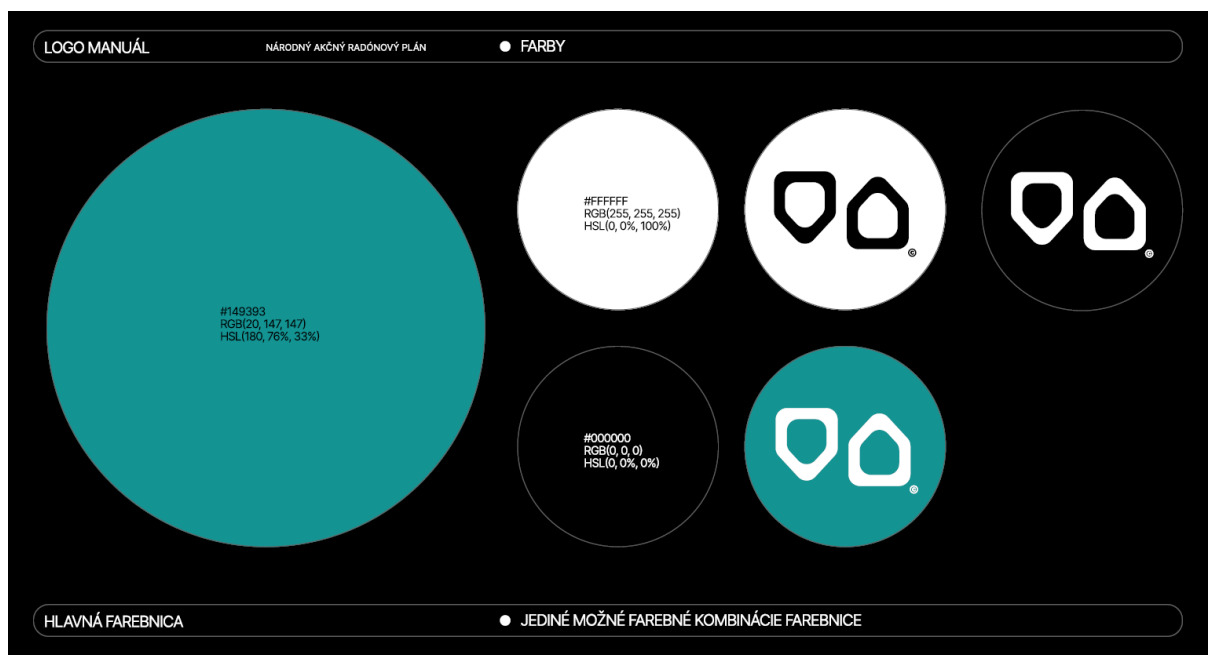 LOGO MANUÁL
NÁRODNÝ AKČNÝ RADÓNOVÝ PLÁN
FARBY
#149393
RGB(20, 147, 147)
HSL(180, 76%, 33%)
#FFFFFF
RGB(255, 255, 255)
HSL(0, 0%, 100%)
©
©
#000000
RGB(0, 0, 0)
HSL(0, 0%, 0%)
©
HLAVNÁ FAREBNICA
JEDINÉ MOŽNÉ FAREBNÉ KOMBINÁCIE FAREBNICE